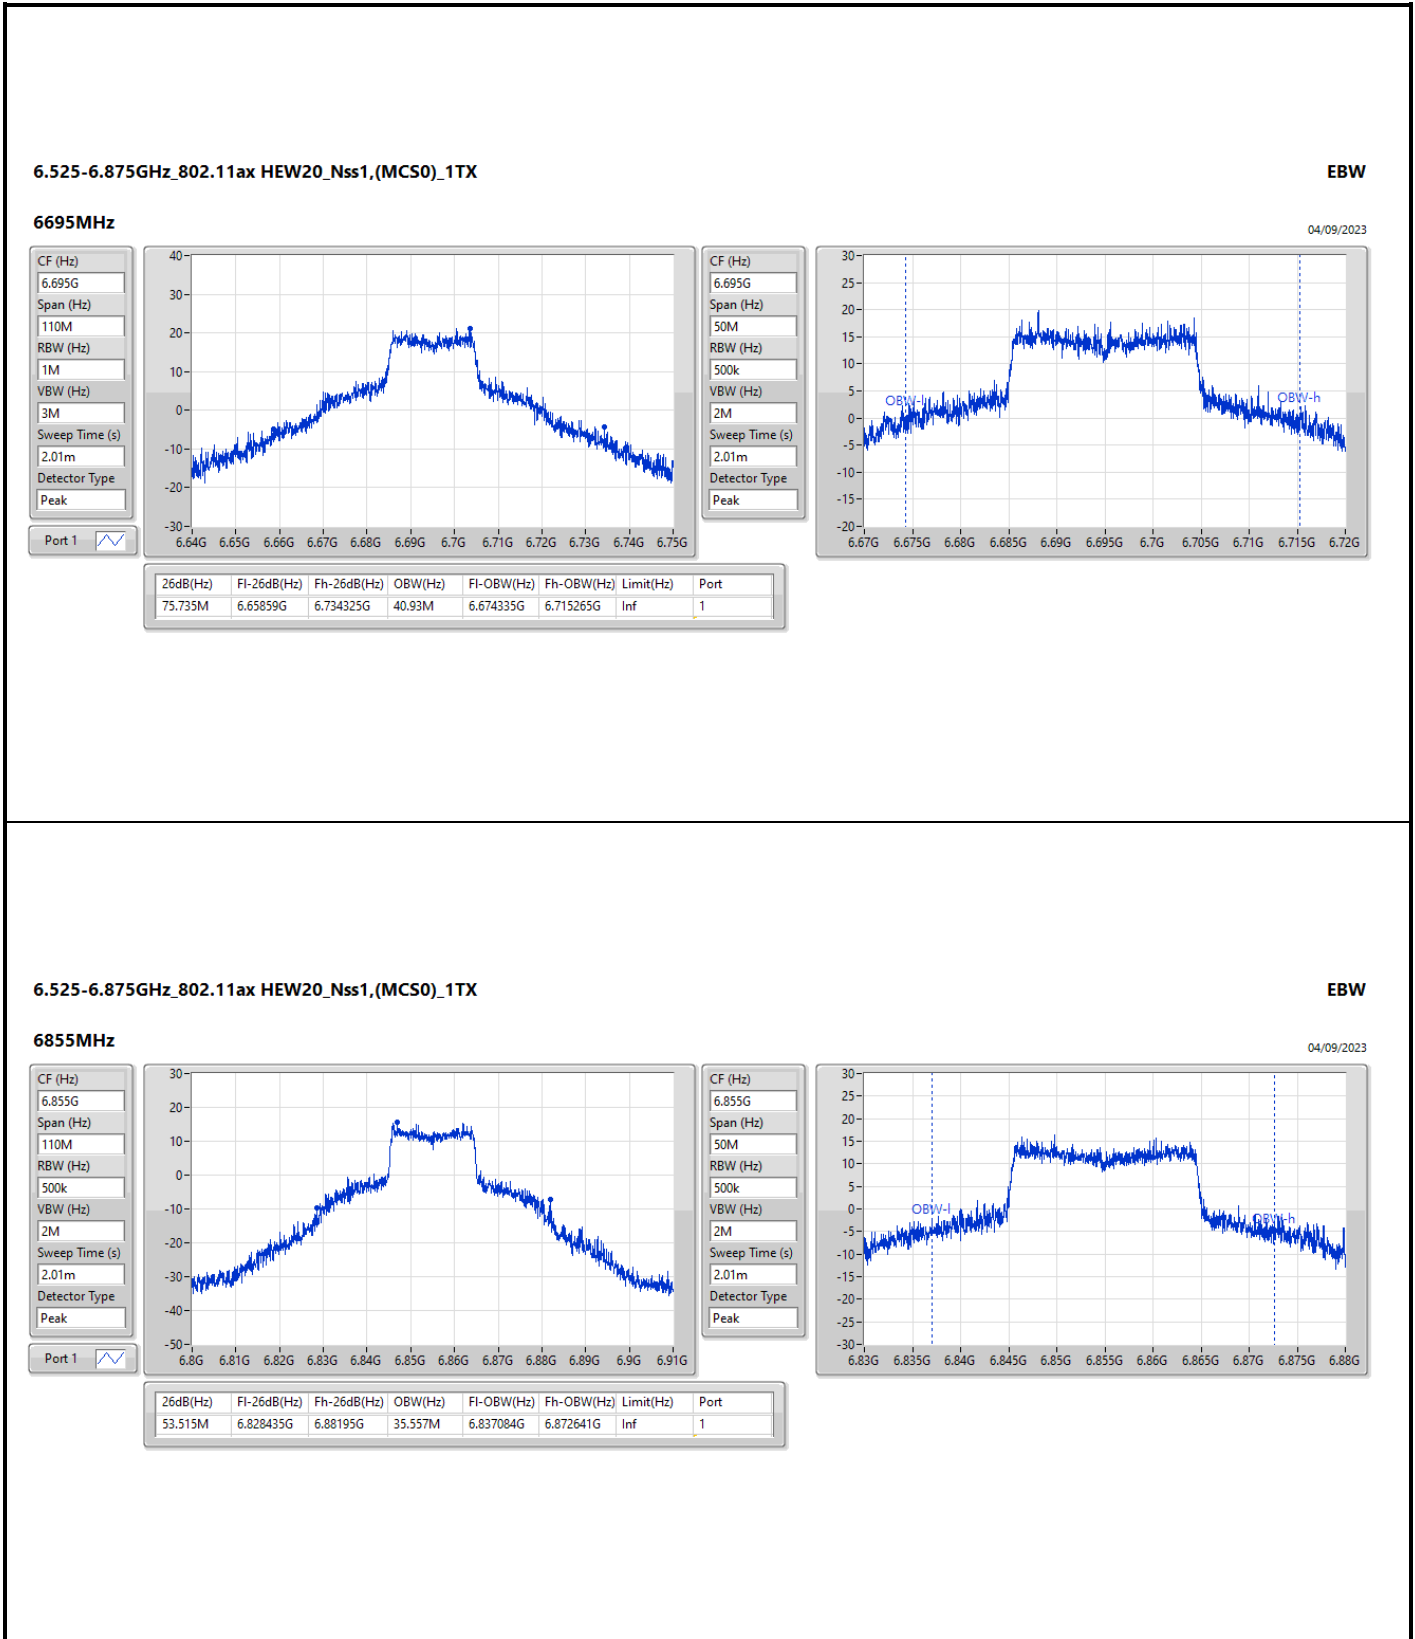 6.525-6.875GHz_802.11ax HEW20_Nss1,(MCS0)_1TX EBW
6695MHz
04/09/2023
CF (Hz)
6.695G
Span (Hz)
110M
RBW (Hz)
1M
VBW (Hz)
3M
Sweep Time (s)
2.01m
Detector Type
Peak
Port 1
40
30
20
10
0
-10
-20
-30
6.64G 6.65G 6.66G 6.67G 6.68G 6.69G 6.7G 6.71G 6.72G 6.73G 6.74G 6.75G
CF (Hz)
6.695G
Span (Hz)
50M
RBW (Hz)
500k
VBW (Hz)
2M
Sweep Time (s)
2.01m
Detector Type
Peak
30
25
20
15
10
5
0
-5
-10
-15
-20
OBW-l OBW-h
6.67G 6.675G 6.68G 6.685G 6.69G 6.695G 6.7G 6.705G 6.71G 6.715G 6.72G
26dB(Hz) Fl-26dB(Hz) Fh-26dB(Hz) OBW(Hz) Fl-OBW(Hz) Fh-OBW(Hz) Limit(Hz) Port
75.735M 6.65859G 6.734325G 40.93M 6.674335G 6.715265G Inf 1
6.525-6.875GHz_802.11ax HEW20_Nss1,(MCS0)_1TX EBW
6855MHz
04/09/2023
CF (Hz)
6.855G
Span (Hz)
110M
RBW (Hz)
500k
VBW (Hz)
2M
Sweep Time (s)
2.01m
Detector Type
Peak
Port 1
30
20
10
0
-10
-20
-30
-40
-50
6.8G 6.81G 6.82G 6.83G 6.84G 6.85G 6.86G 6.87G 6.88G 6.89G 6.9G 6.91G
CF (Hz)
6.855G
Span (Hz)
50M
RBW (Hz)
500k
VBW (Hz)
2M
Sweep Time (s)
2.01m
Detector Type
Peak
30
25
20
15
10
5
0
-5
-10
-15
-20
-25
-30
OBW-l OBW-h
6.83G 6.835G 6.84G 6.845G 6.85G 6.855G 6.86G 6.865G 6.87G 6.875G 6.88G
26dB(Hz) Fl-26dB(Hz) Fh-26dB(Hz) OBW(Hz) Fl-OBW(Hz) Fh-OBW(Hz) Limit(Hz) Port
53.515M 6.828435G 6.88195G 35.557M 6.837084G 6.872641G Inf 1